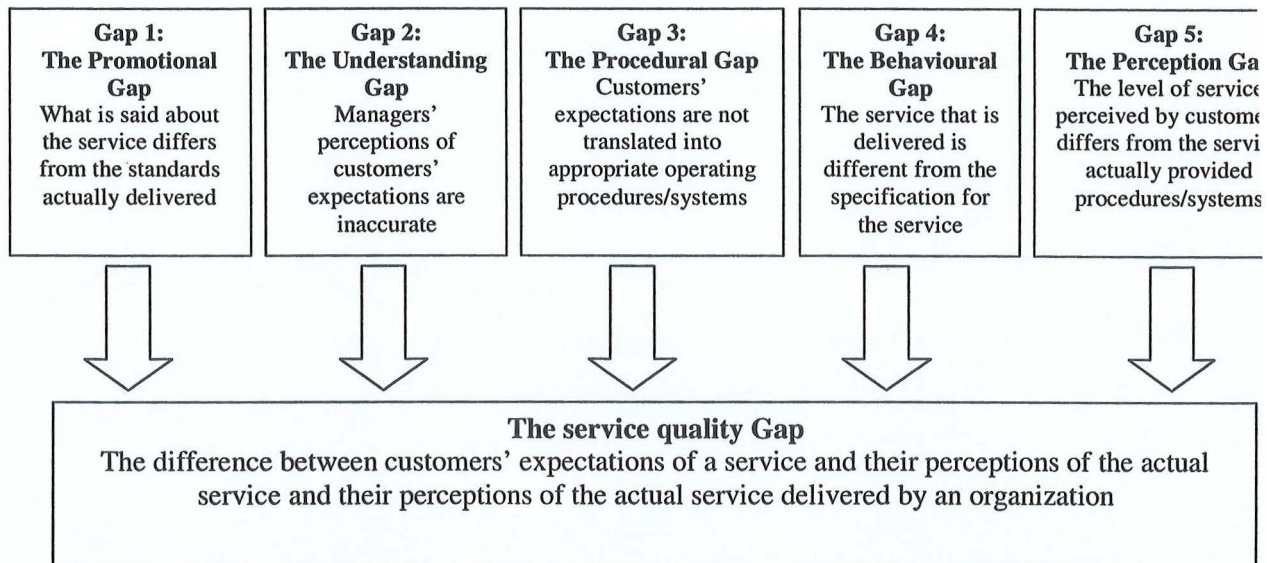 Gap 1:
The Promotional
Gap
What is said about
the service differs
from the standards
actually delivered
Gap 2:
The Understanding
Gap
Managers'
perceptions of
customers'
expectations are
inaccurate
Gap 3:
The Procedural Gap
Customers'
expectations are not
translated into
appropriate operating
procedures/systems
Gap 4:
The Behavioural
Gap
The service that is
delivered is
different from the
specification for
the service
Gap 5:
The Perception Ga
The level of service
perceived by custome
differs from the servi
actually provided
procedures/systems
The service quality Gap
The difference between customers' expectations of a service and their perceptions of the actual
service and their perceptions of the actual service delivered by an organization